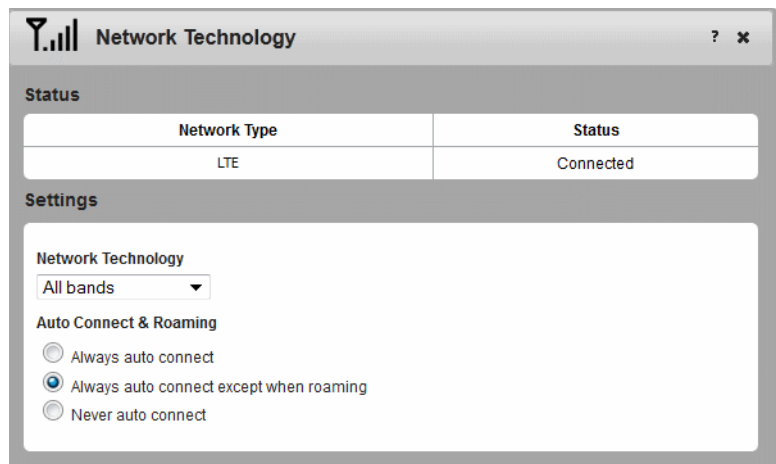 Network Technology ? ✖
Status
Network Type Status
LTE Connected
Settings
Network Technology
All bands
Auto Connect & Roaming
Always auto connect
Always auto connect except when roaming
Never auto connect